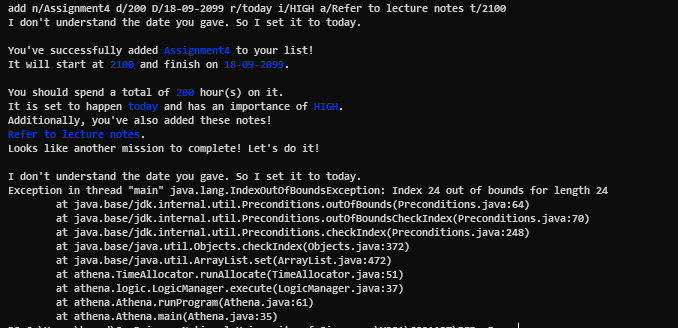 add n/Assignment4 d/200 D/18-09-2099 r/today i/HIGH a/Refer to lecture notes t/2100
I don't understand the date you gave. So I set it to today.
You've successfully added Assignment4 to your list!
It will start at 2100 and finish on 18-09-2099.
You should spend a total of 200 hour(s) on it.
It is set to happen today and has an importance of HIGH.
Additionally, you've also added these notes!
Refer to lecture notes.
Looks like another mission to complete! Let's do it!
I don't understand the date you gave. So I set it to today.
Exception in thread "main" java.lang.IndexOutOfBoundsException: Index 24 out of bounds for length 24
at java.base/jdk.internal.util.Preconditions.outOfBounds(Preconditions.java:64)
at java.base/jdk.internal.util.Preconditions.outOfBoundsCheckIndex(Preconditions.java:70)
at java.base/jdk.internal.util.Preconditions.checkIndex(Preconditions.java:248)
at java.base/java.util.Objects.checkIndex(Objects.java:372)
at java.base/java.util.ArrayList.set(ArrayList.java:472)
at athena.TimeAllocator.runAllocate(TimeAllocator.java:51)
at athena.logic.LogicManager.execute(LogicManager.java:37)
at athena.Athena.runProgram(Athena.java:61)
at athena.Athena.main(Athena.java:35)